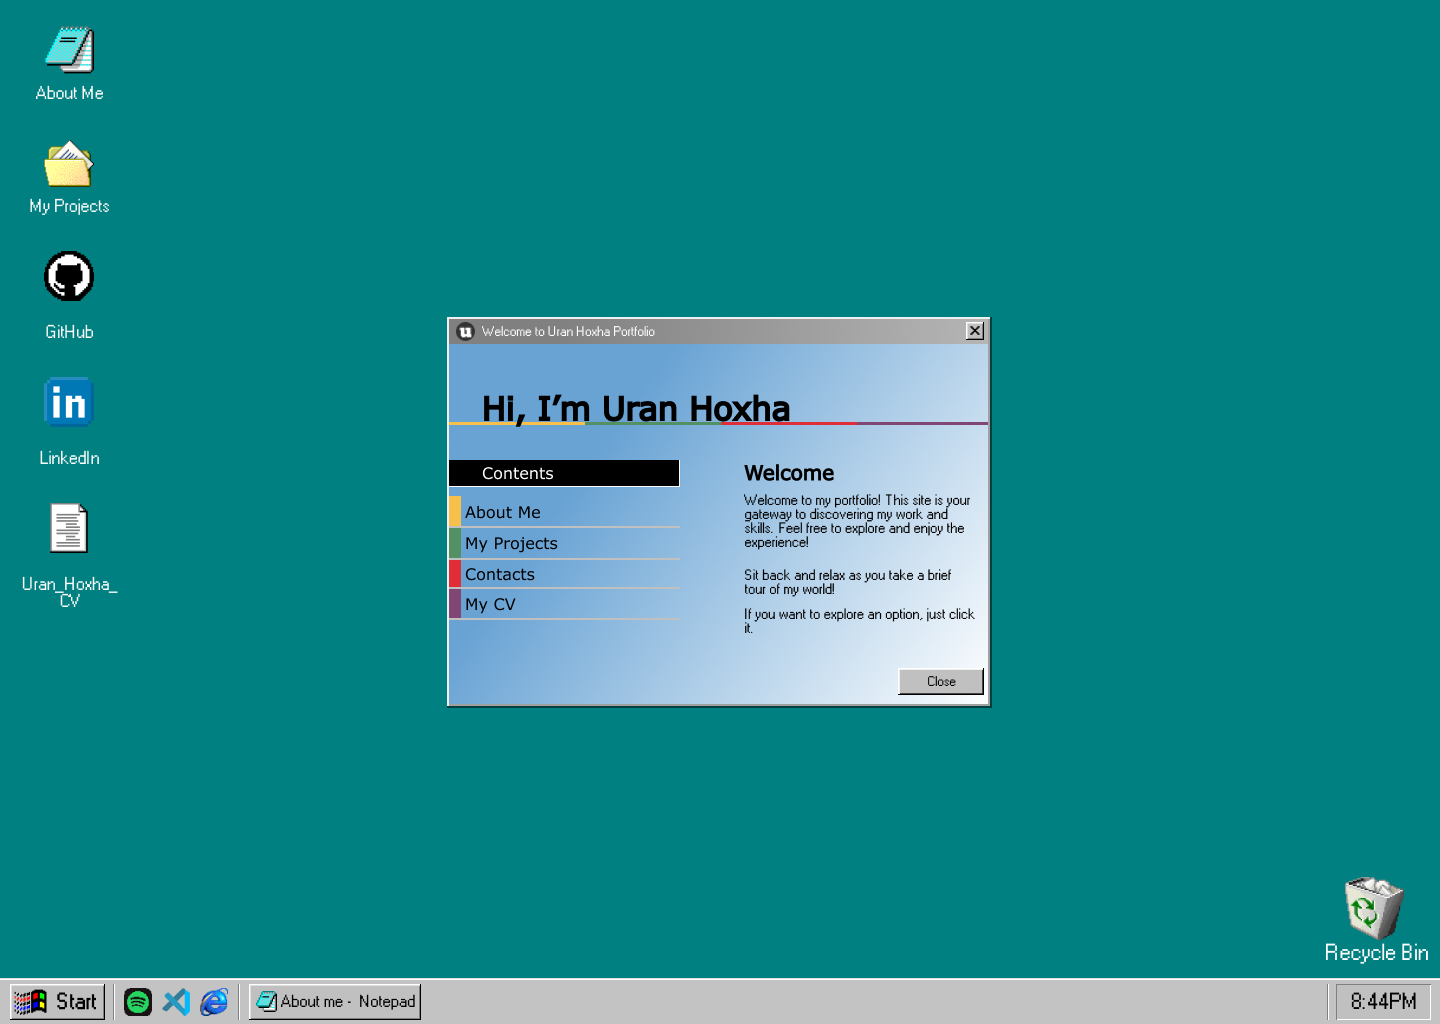 About Me
My Projects
GitHub
in
LinkedIn
Uran_Hoxha_
CV
u Welcome to Uran Hoxha Portfolio
Hi, I’m Uran Hoxha
Contents
About Me
My Projects
Contacts
My CV
Welcome
Welcome to my portfolio! This site is your
gateway to discovering my work and
skills. Feel free to explore and enjoy the
experience!
Sit back and relax as you take a brief
tour of my world!
If you want to explore an option, just click
it.
Close
Recycle Bin
Start
About me - Notepad
8:44PM